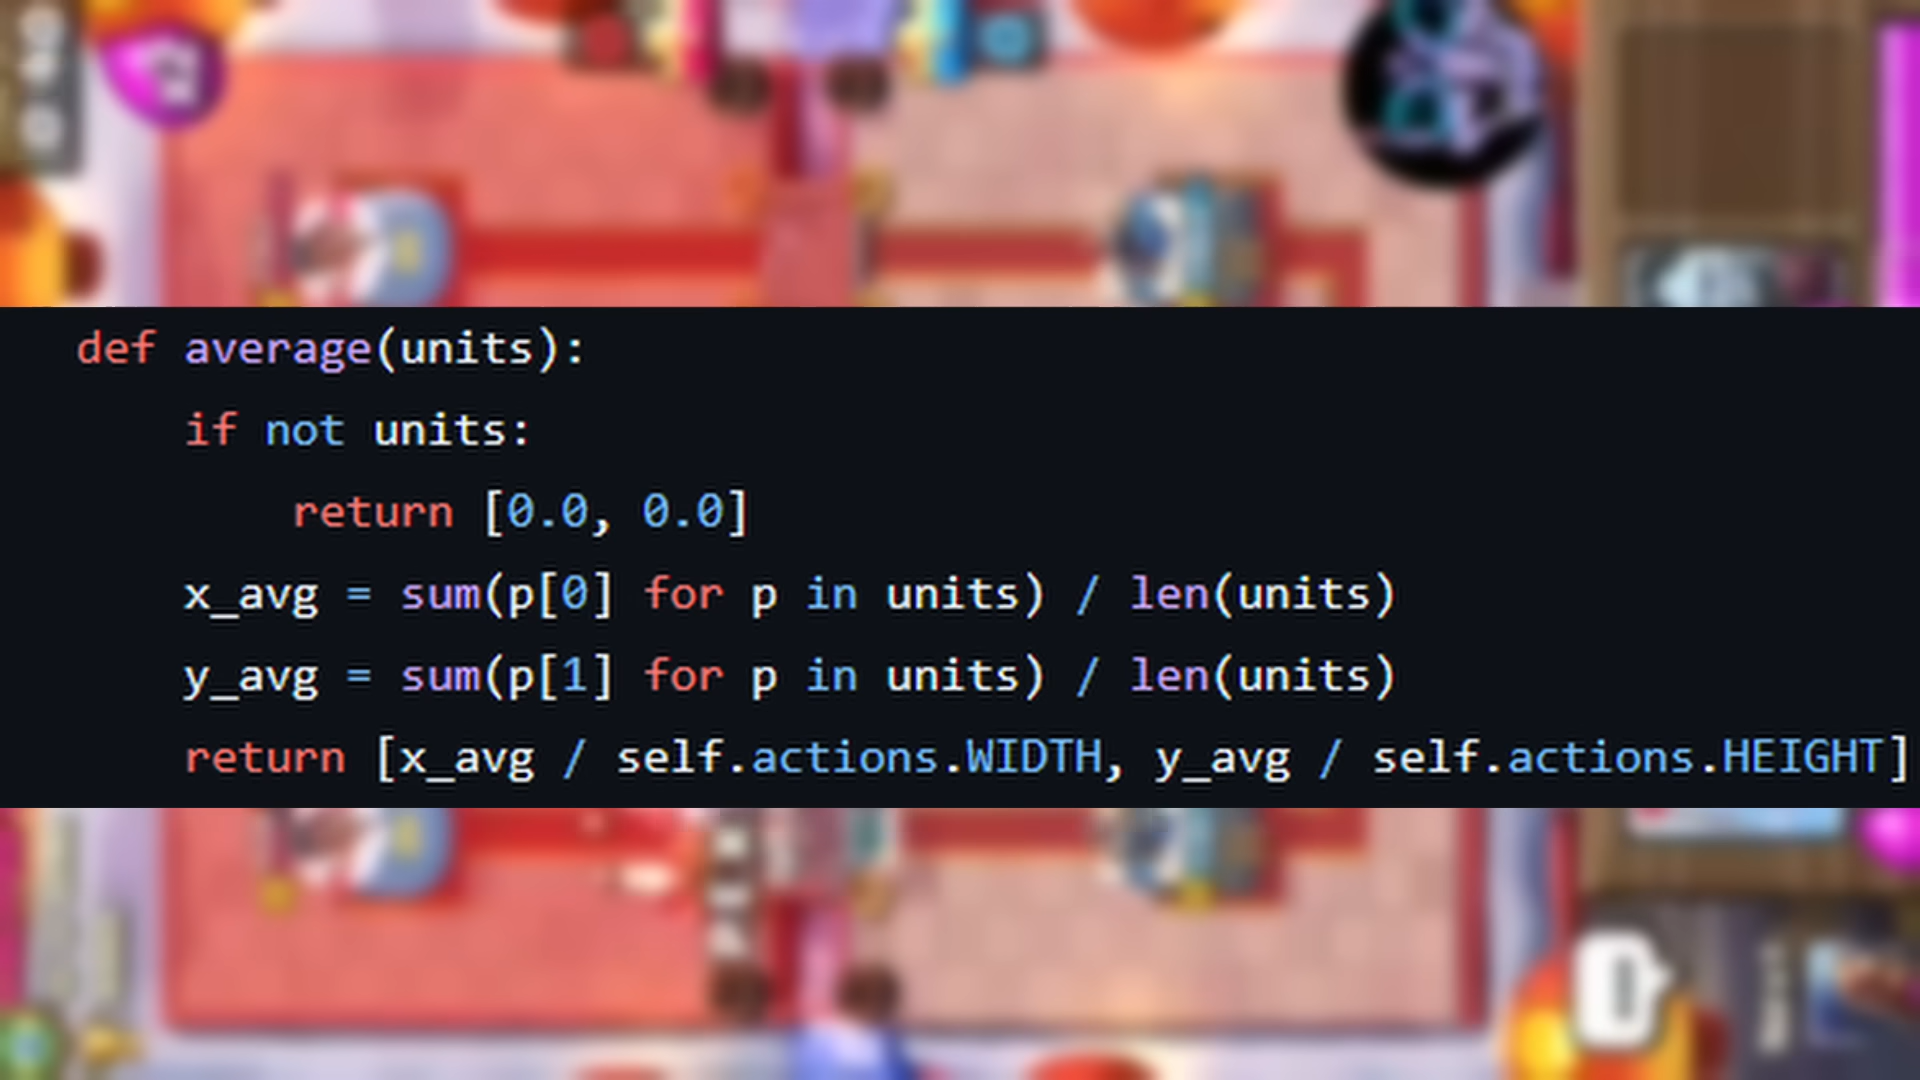 def average(units):
if not units:
return [0.0, 0.0]
x_avg = sum(p[0] for p in units) / len(units)
y_avg = sum(p[1] for p in units) / len(units)
return [x_avg / self.actions.WIDTH, y_avg / self.actions.HEIGHT]